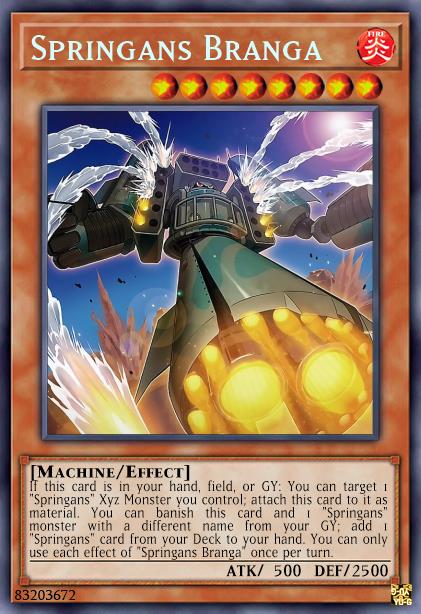 Springans Branga
FIRE
炎
[Machine/Effect]
If this card is in your hand, field, or GY: You can target 1
"Springans" Xyz Monster you control; attach this card to it as
material. You can banish this card and 1 "Springans"
monster with a different name from your GY; add 1
"Springans" card from your Deck to your hand. You can only
use each effect of "Springans Branga" once per turn.
ATK/ 500 DEF/2500
83203672